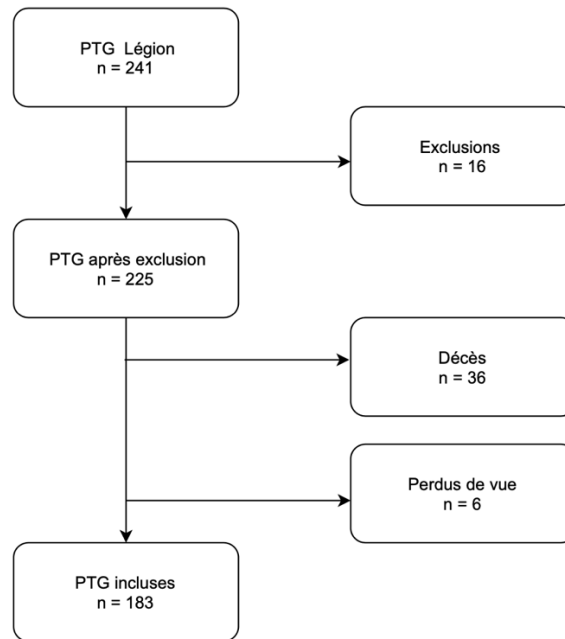 PTG Légion
n = 241
Exclusions
n = 16
PTG après exclusion
n = 225
Décès
n = 36
Perdus de vue
n = 6
PTG incluses
n = 183